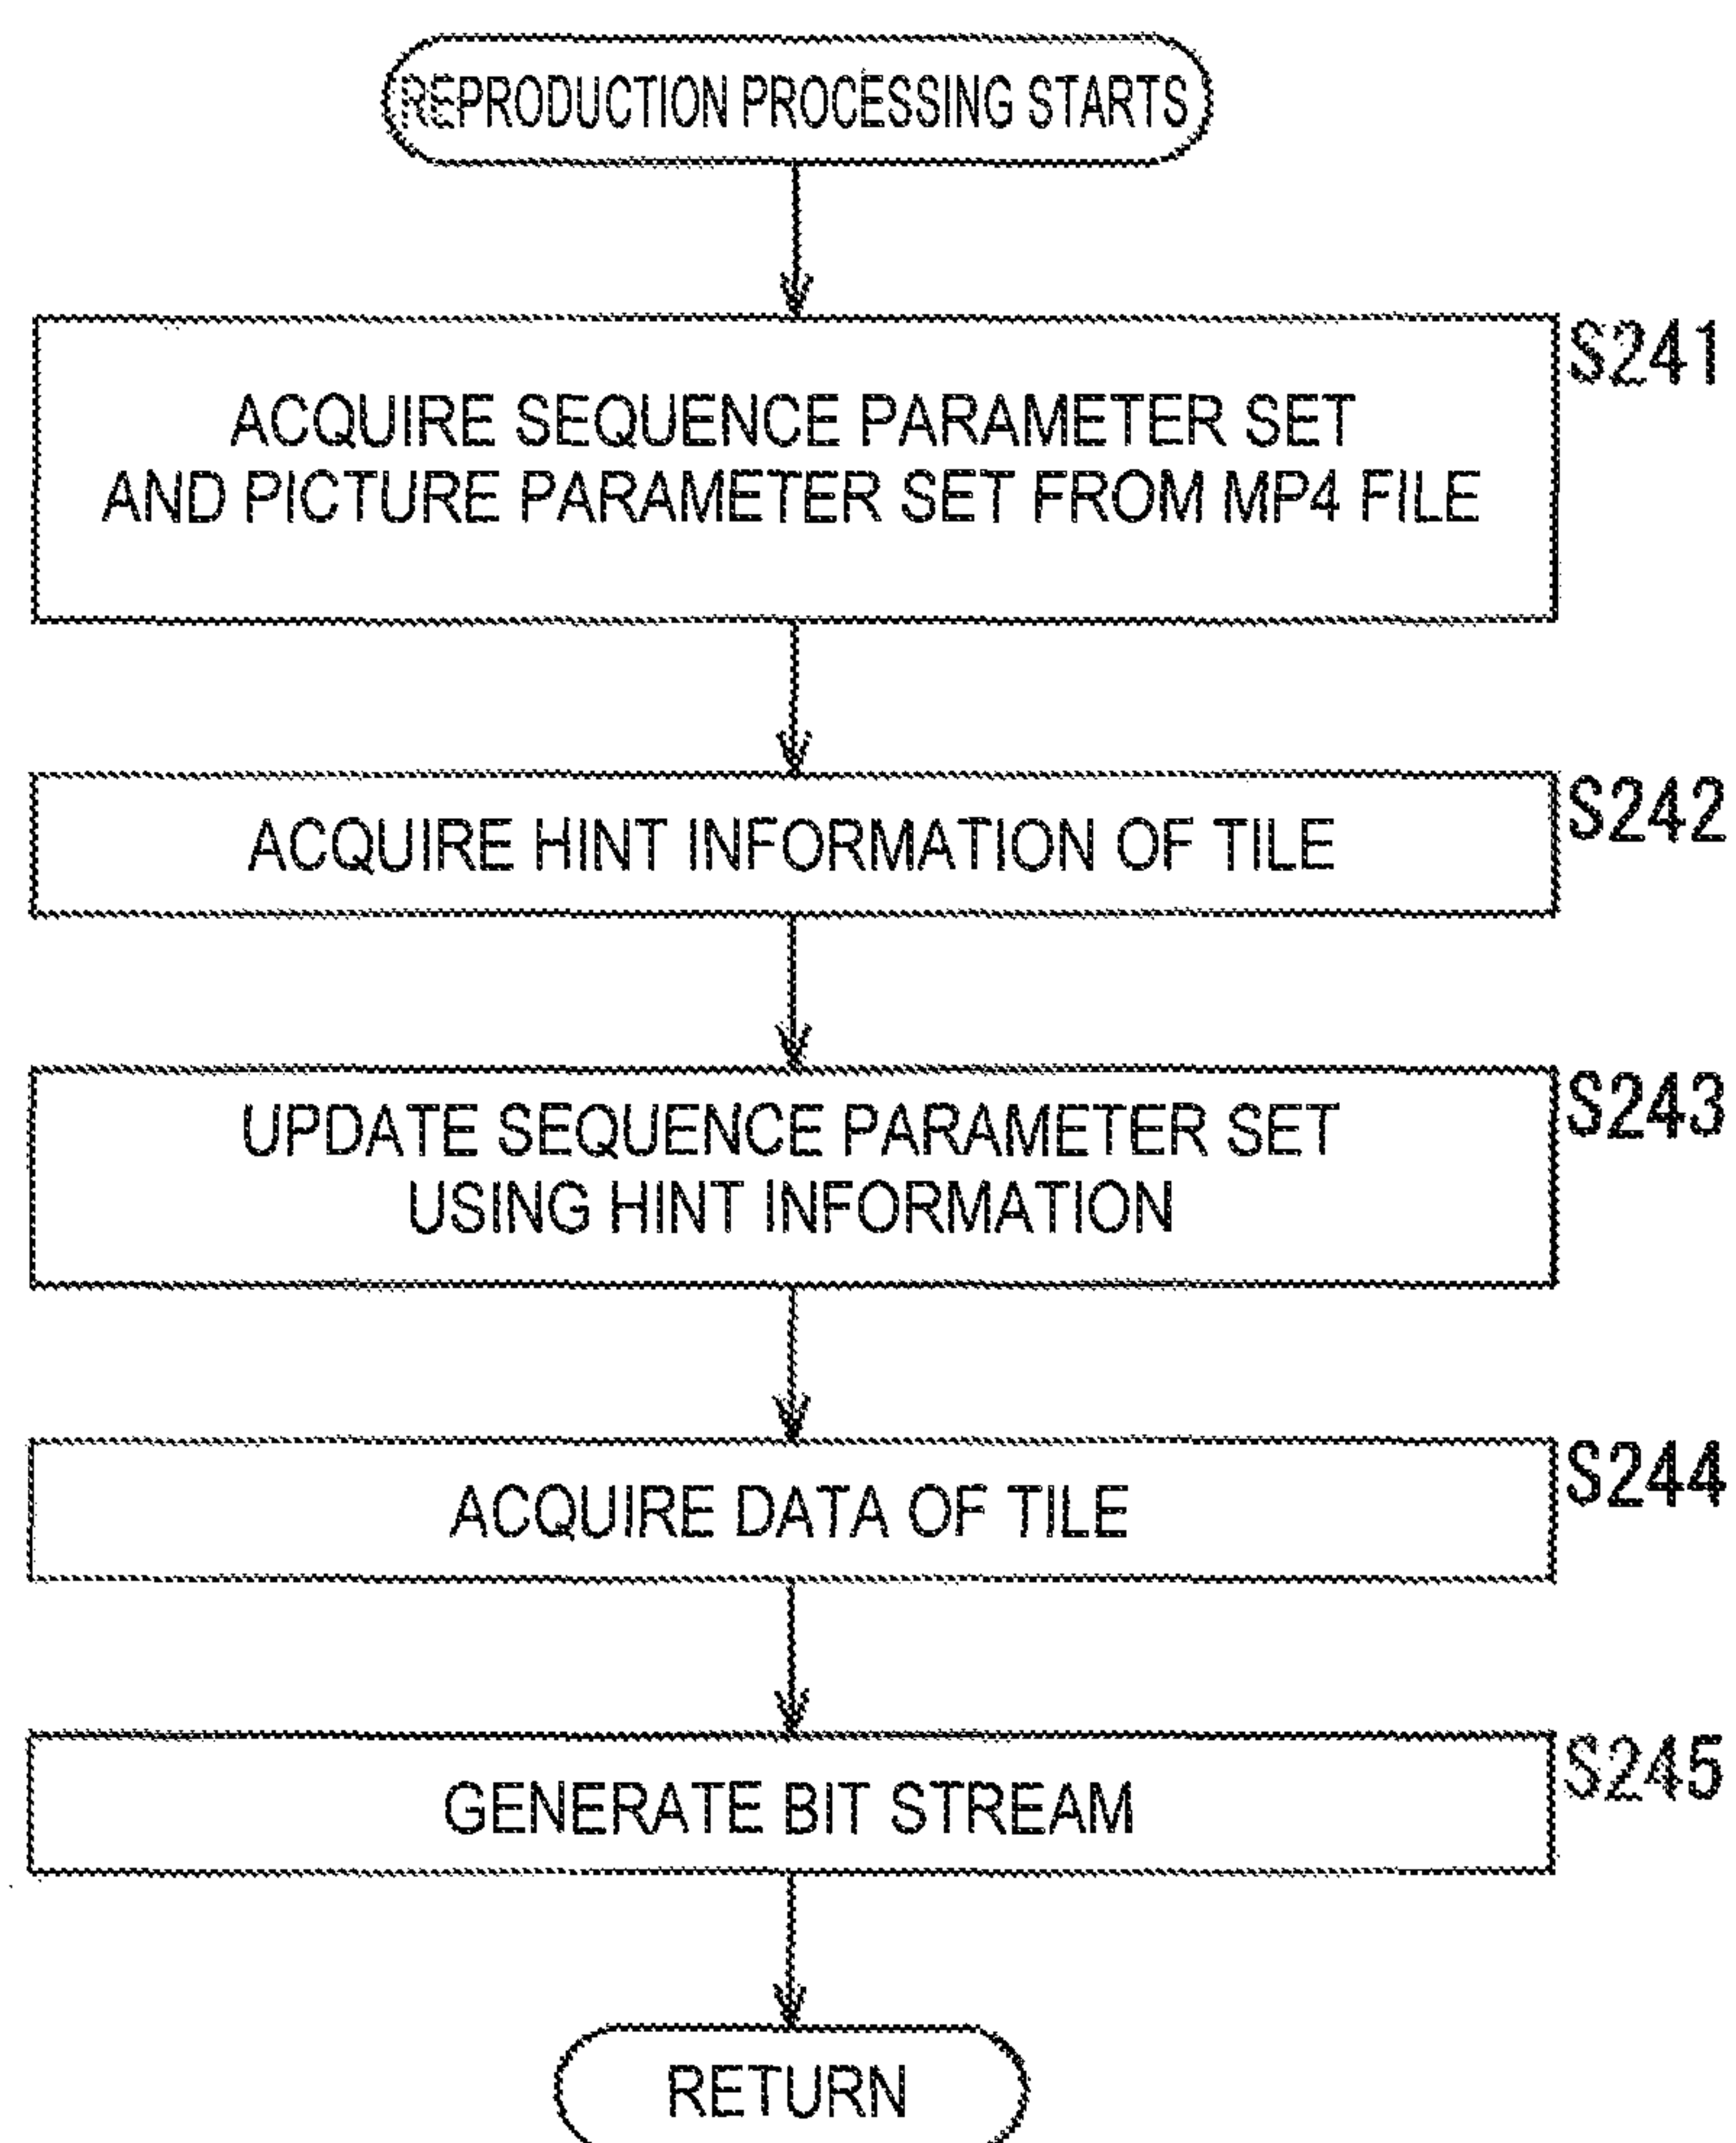 REPRODUCTION PROCESSING STARTS
S241
ACQUIRE SEQUENCE PARAMETER SET
AND PICTURE PARAMETER SET FROM MP4 FILE
S242
ACQUIRE HINT INFORMATION OF TILE
S243
UPDATE SEQUENCE PARAMETER SET
USING HINT INFORMATION
S244
ACQUIRE DATA OF TILE
S245
GENERATE BIT STREAM
RETURN